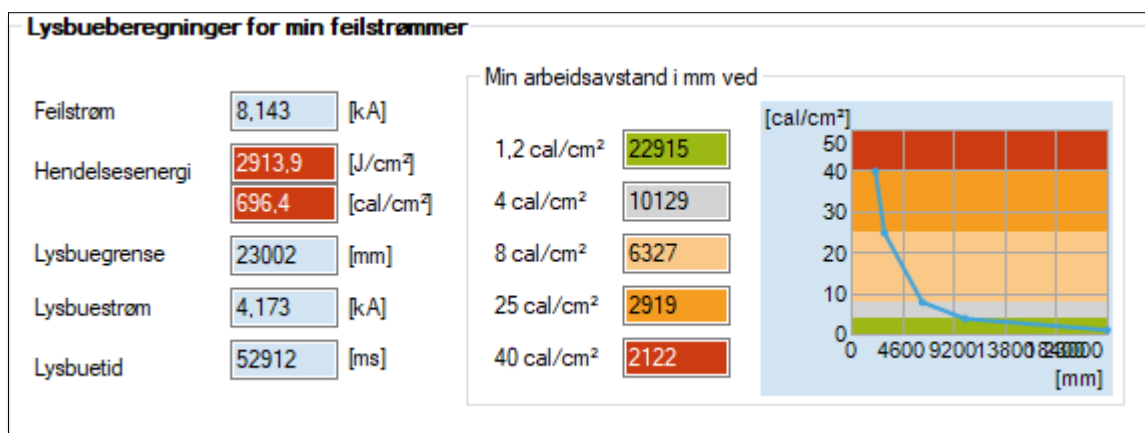 Lysbueberegninger for min feilstrømmer
Feilstrøm 8,143 [kA]
Hendelsesenergi 2913,9 [J/cm²]
696,4 [cal/cm²]
Lysbuegrense 23002 [mm]
Lysbuestrøm 4,173 [kA]
Lysbuetid 52912 [ms]
Min arbeidsavstand i mm ved
1,2 cal/cm² 22915
4 cal/cm² 10129
8 cal/cm² 6327
25 cal/cm² 2919
40 cal/cm² 2122
[cal/cm²]
50
40
30
20
10
0
0 4600 9200 13800 18400 23000
[mm]